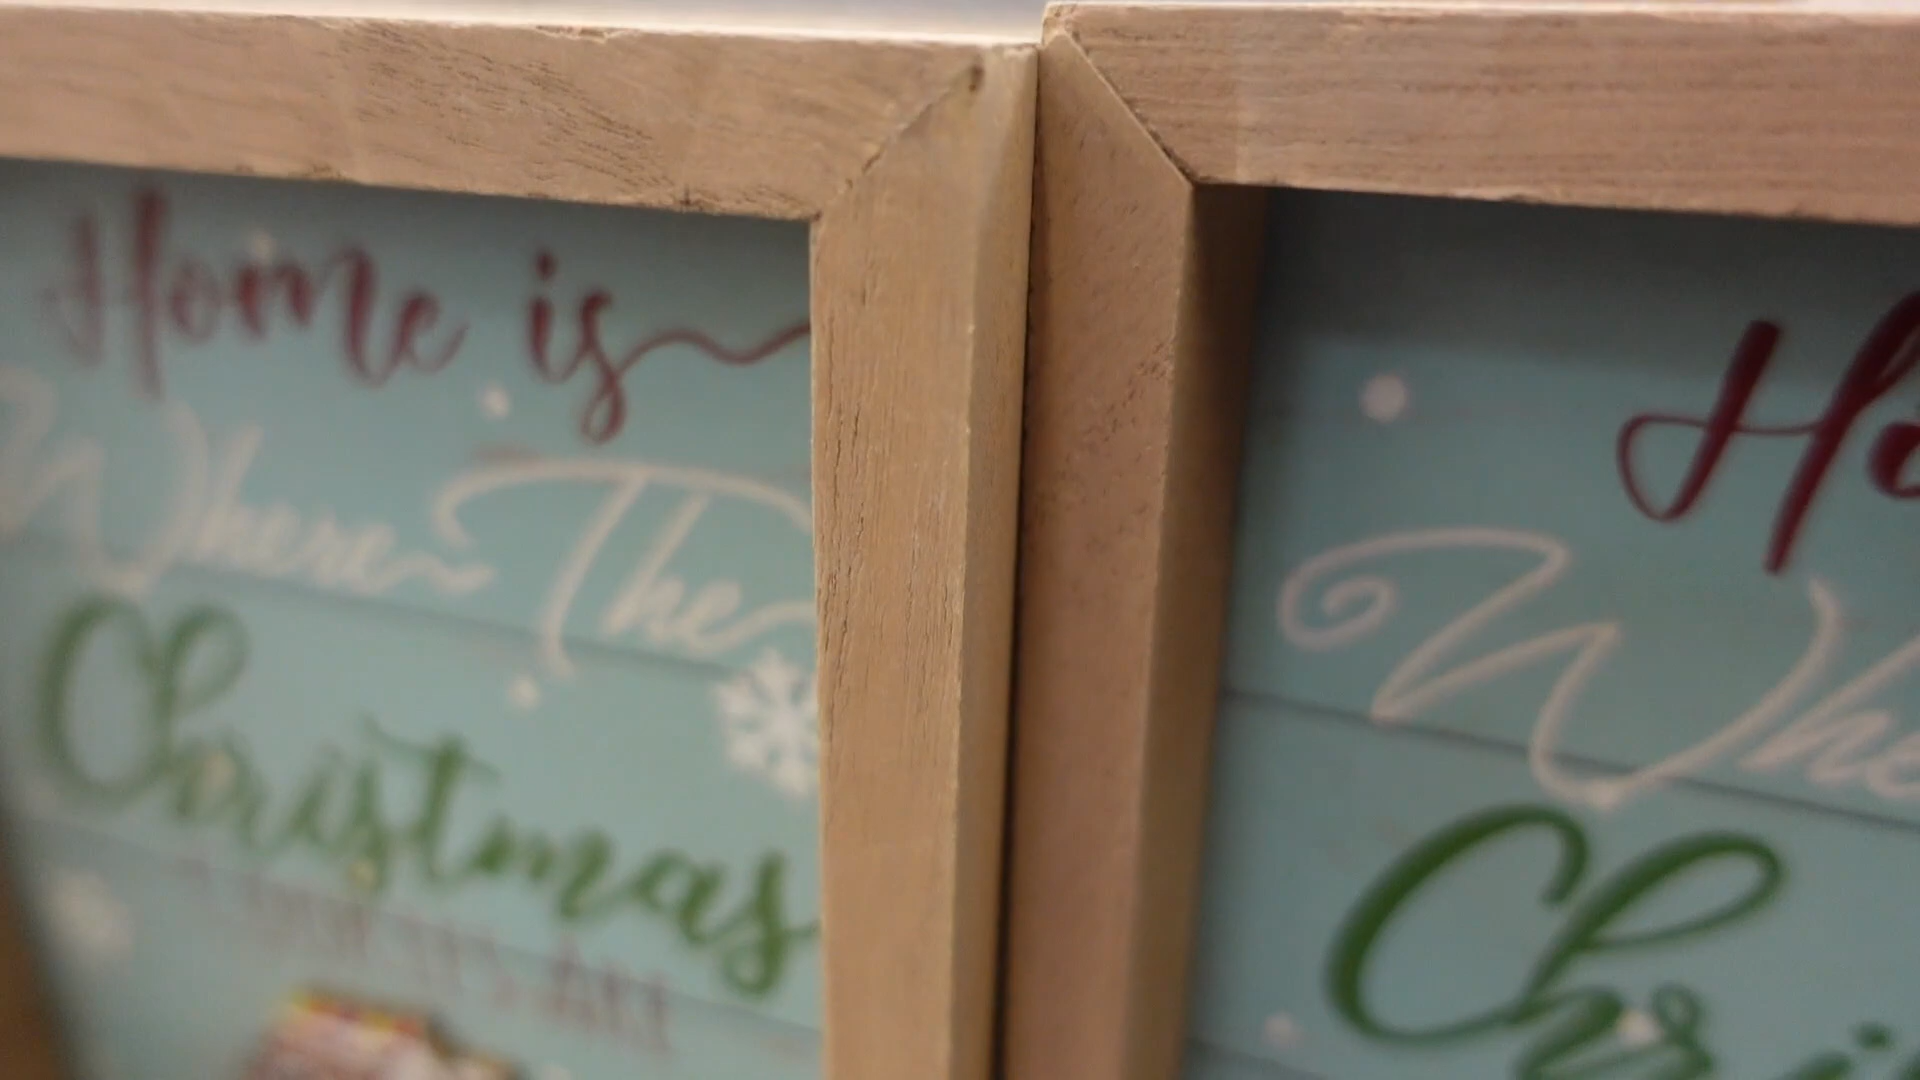 Home is
Where The
Christmas
Ho
Whe
Chri